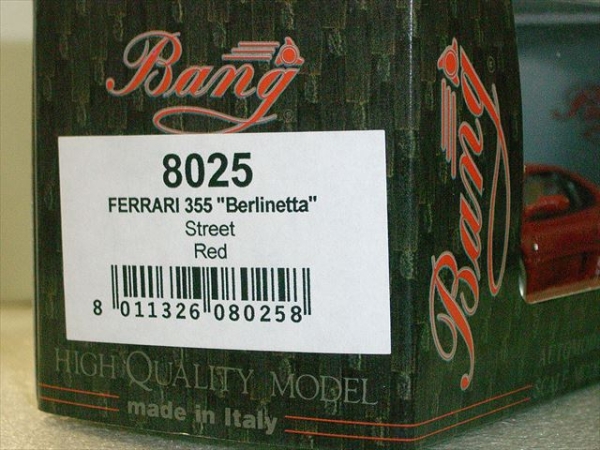 Bang
8025
FERRARI 355 "Berlinetta"
Street
Red
8 011326 080258
HIGH QUALITY MODEL
made in Italy
Bang